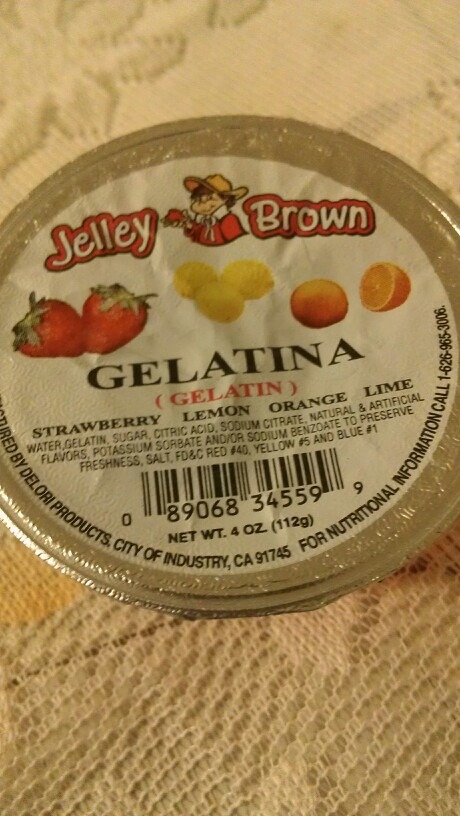 Jelley Brown
GELATINA
( GELATIN )
STRAWBERRY LEMON ORANGE LIME
WATER,GELATIN, SUGAR, CITRIC ACID, SODIUM CITRATE, NATURAL & ARTIFICIAL
FLAVORS, POTASSIUM SORBATE AND/OR SODIUM BENZOATE TO PRESERVE
FRESHNESS, SALT, FD&C RED #40, YELLOW #5 AND BLUE #1
0 89068 34559 9
NET WT. 4 OZ. (112g)
BY DELORI PRODUCTS, CITY OF INDUSTRY, CA 91745 FOR NUTRITIONAL INFORMATION CALL 1-626-965-3006.